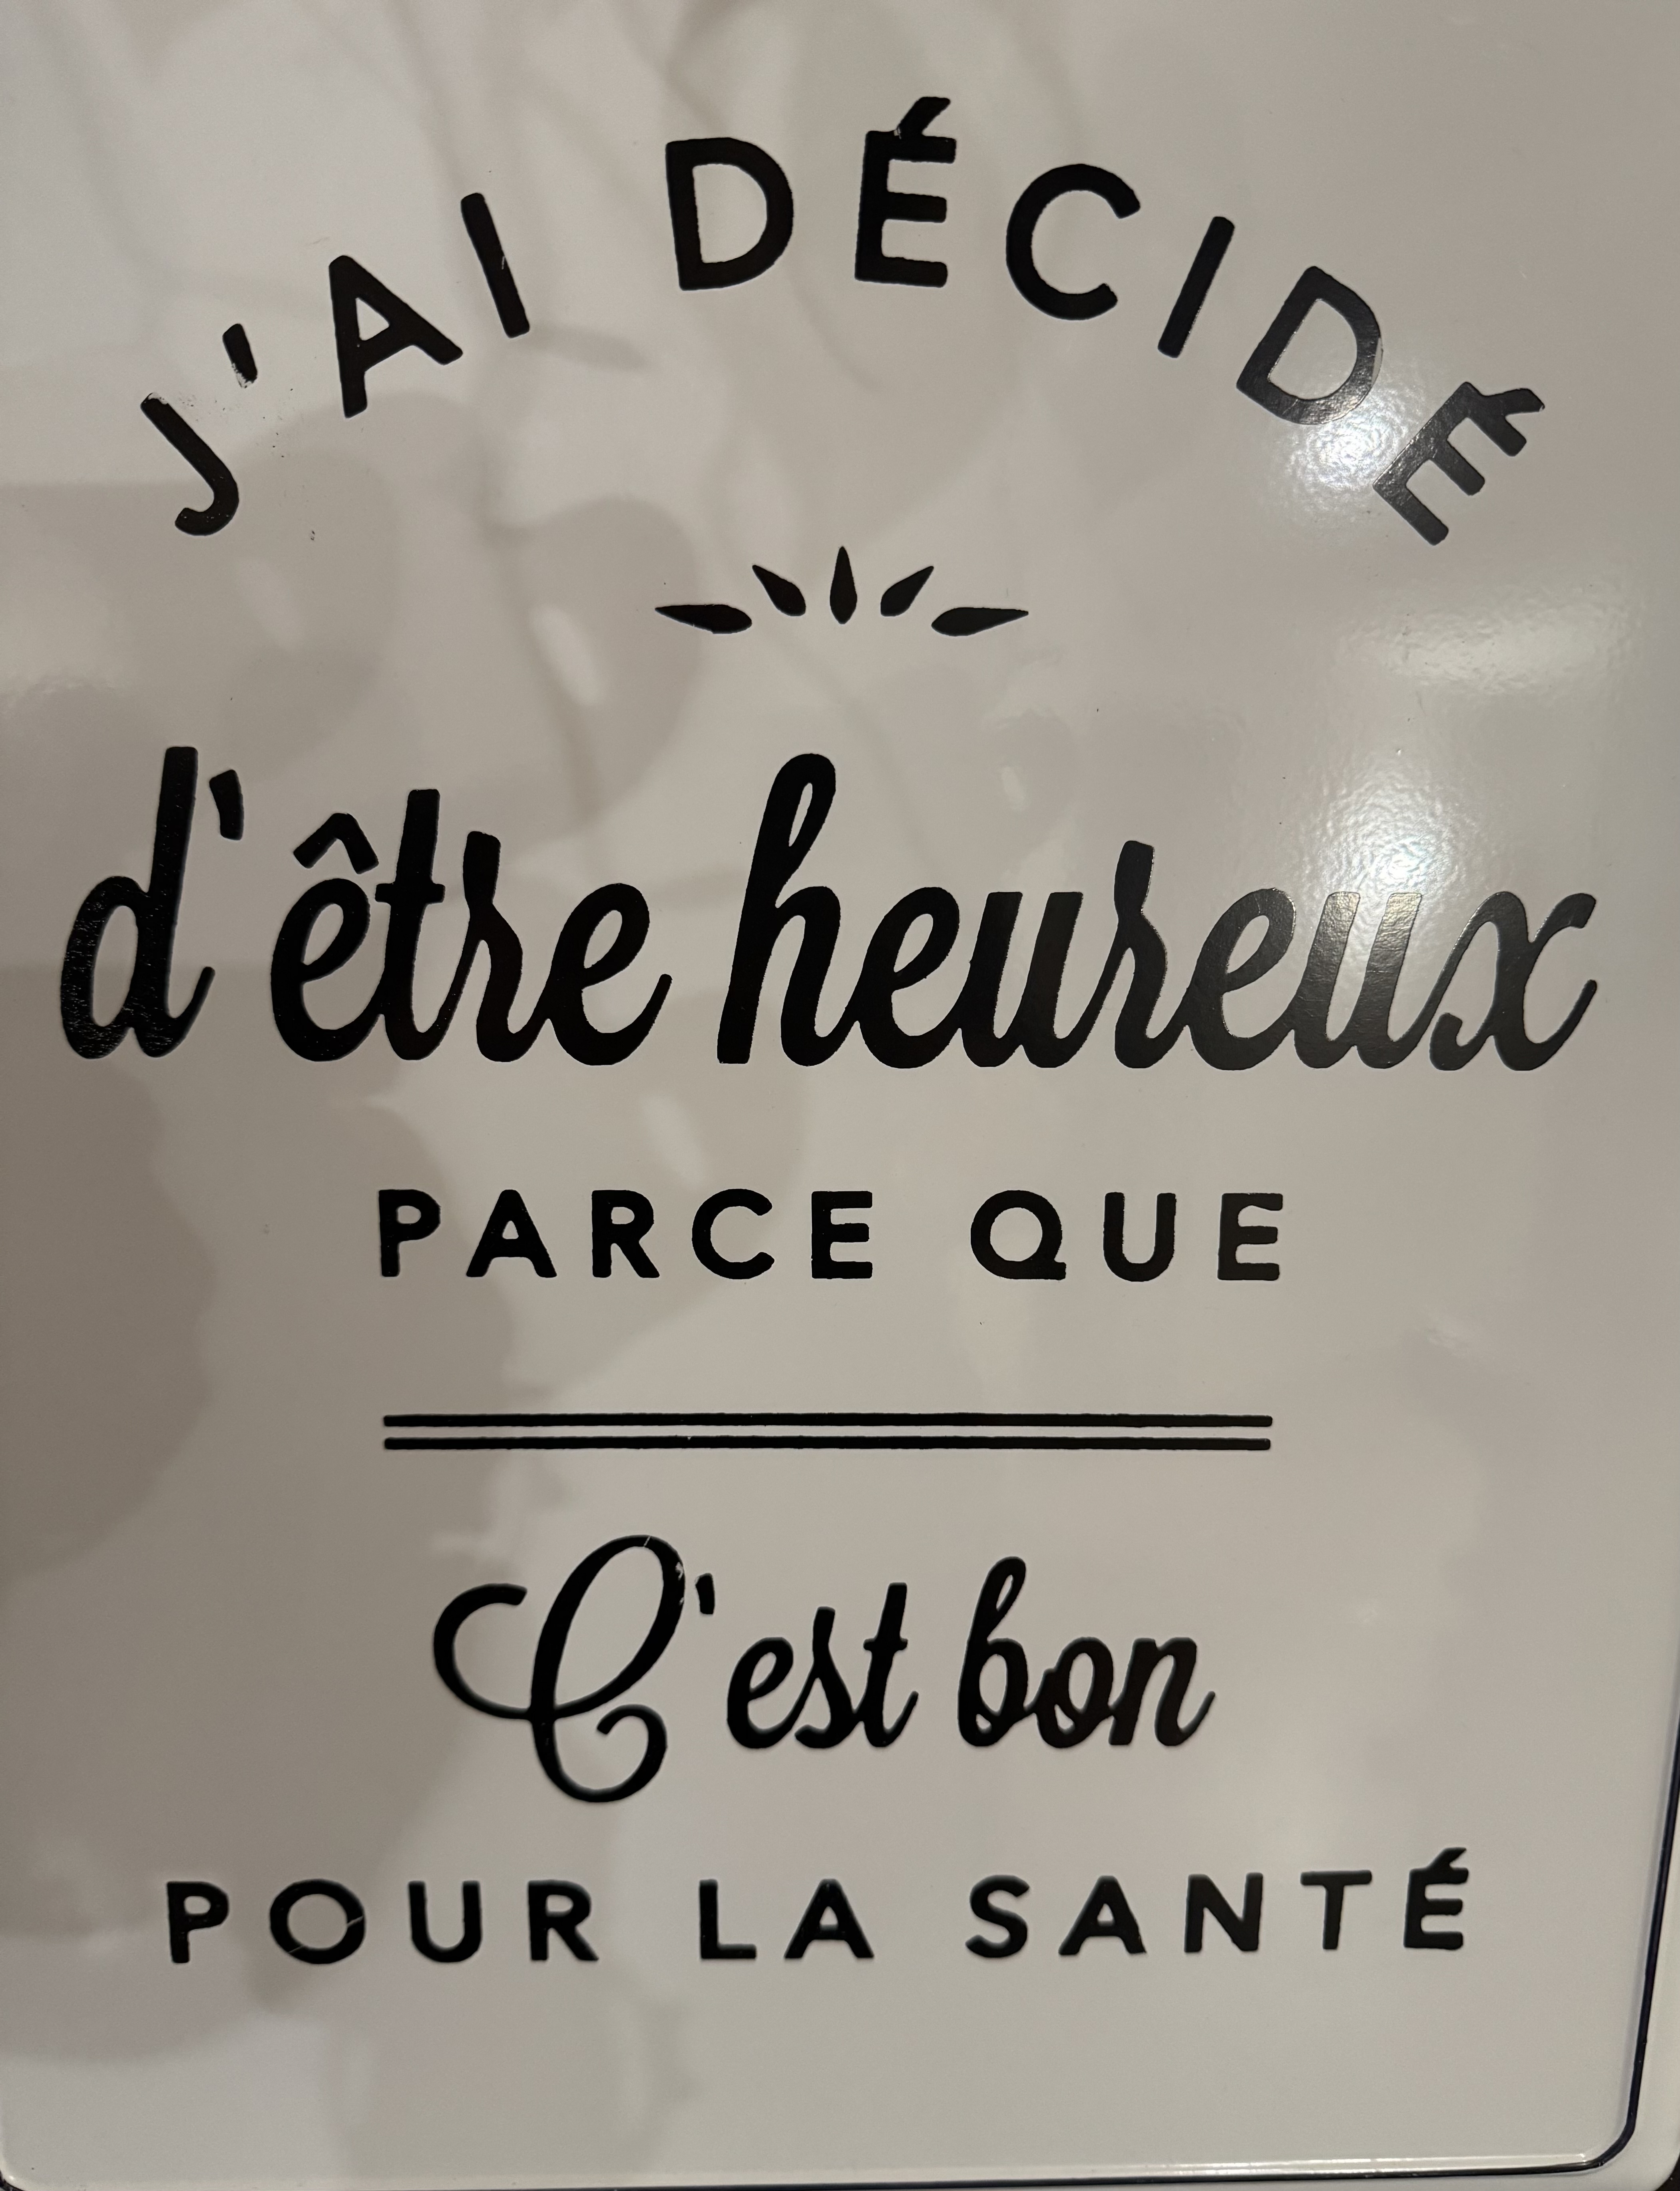 J'AI DÉCIDÉ
d'être heureux
PARCE QUE
C'est bon
POUR LA SANTÉ